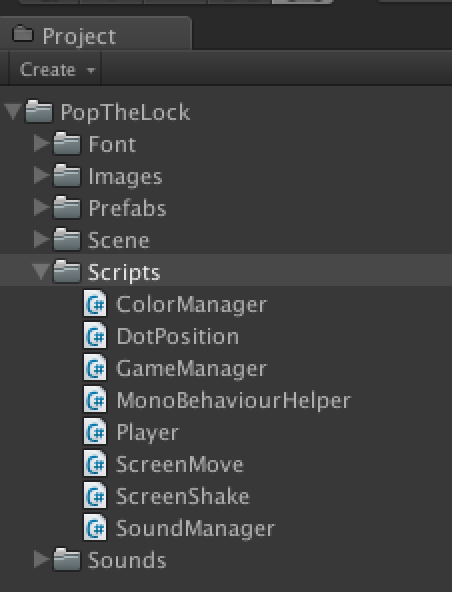 Project
Create
PopTheLock
Font
Images
Prefabs
Scene
Scripts
C# ColorManager
C# DotPosition
C# GameManager
C# MonoBehaviourHelper
C# Player
C# ScreenMove
C# ScreenShake
C# SoundManager
Sounds